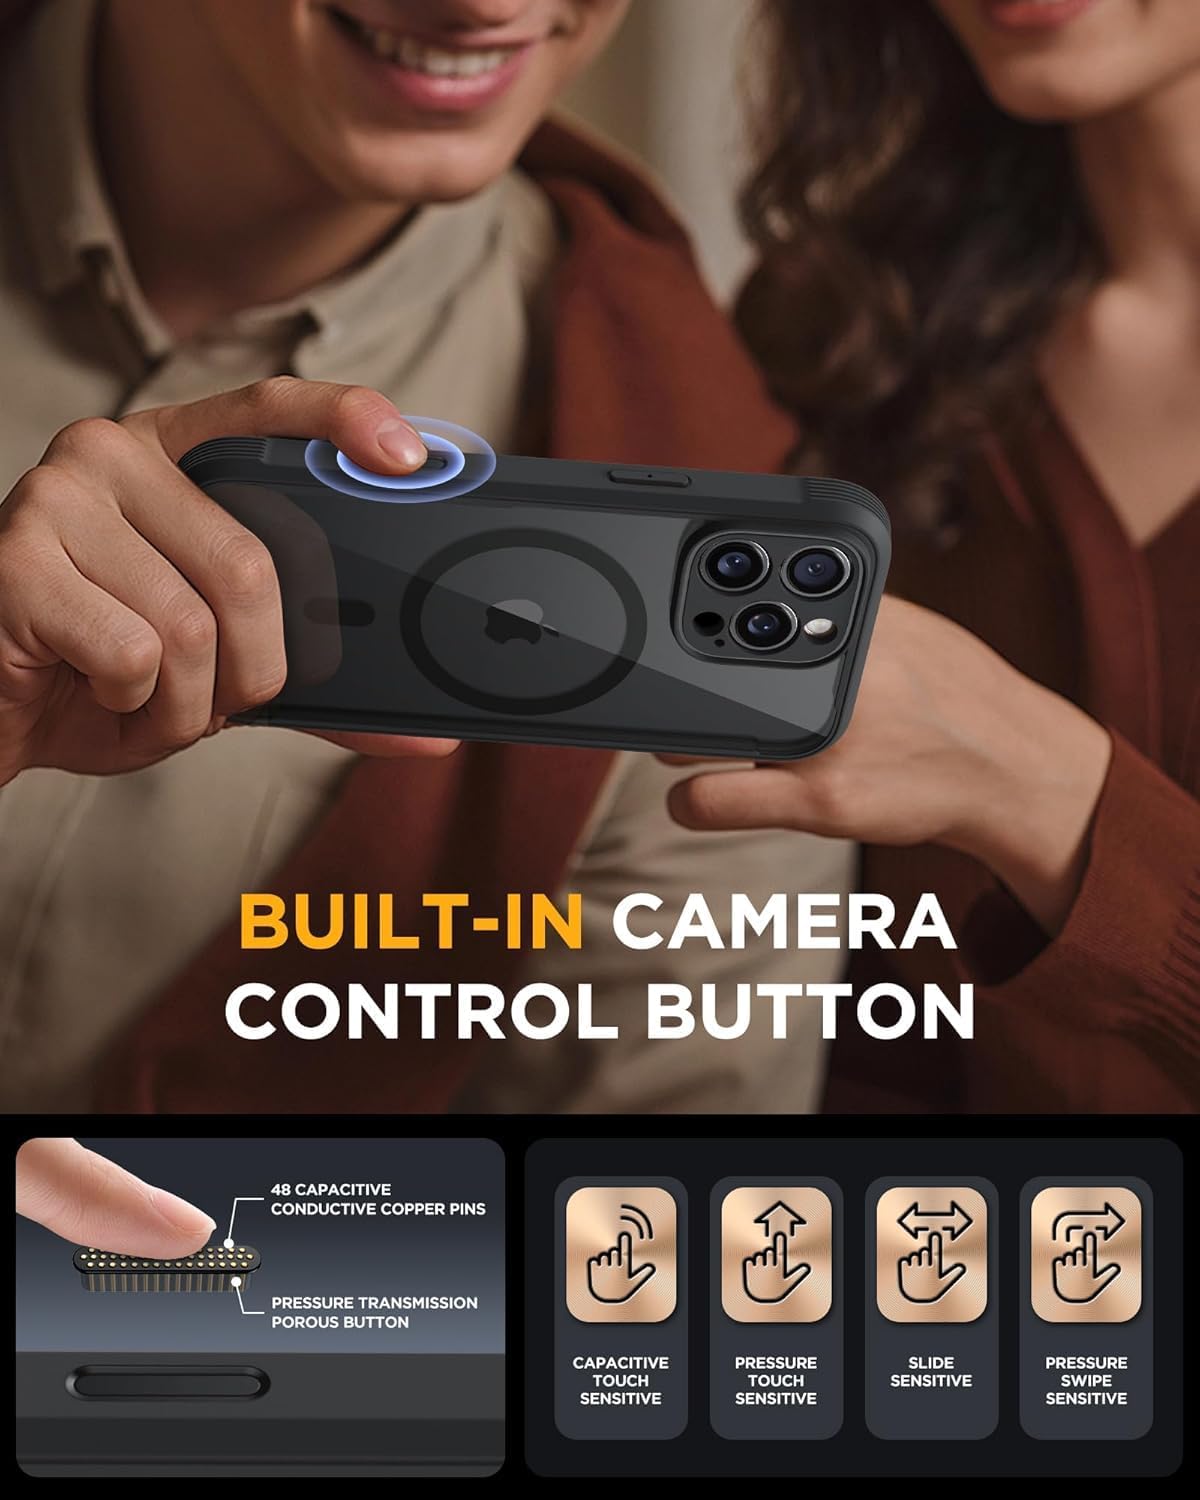 BUILT-IN CAMERA
CONTROL BUTTON
48 CAPACITIVE
CONDUCTIVE COPPER PINS
PRESSURE TRANSMISSION
POROUS BUTTON
CAPACITIVE
TOUCH
SENSITIVE
PRESSURE
TOUCH
SENSITIVE
SLIDE
SENSITIVE
PRESSURE
SWIPE
SENSITIVE